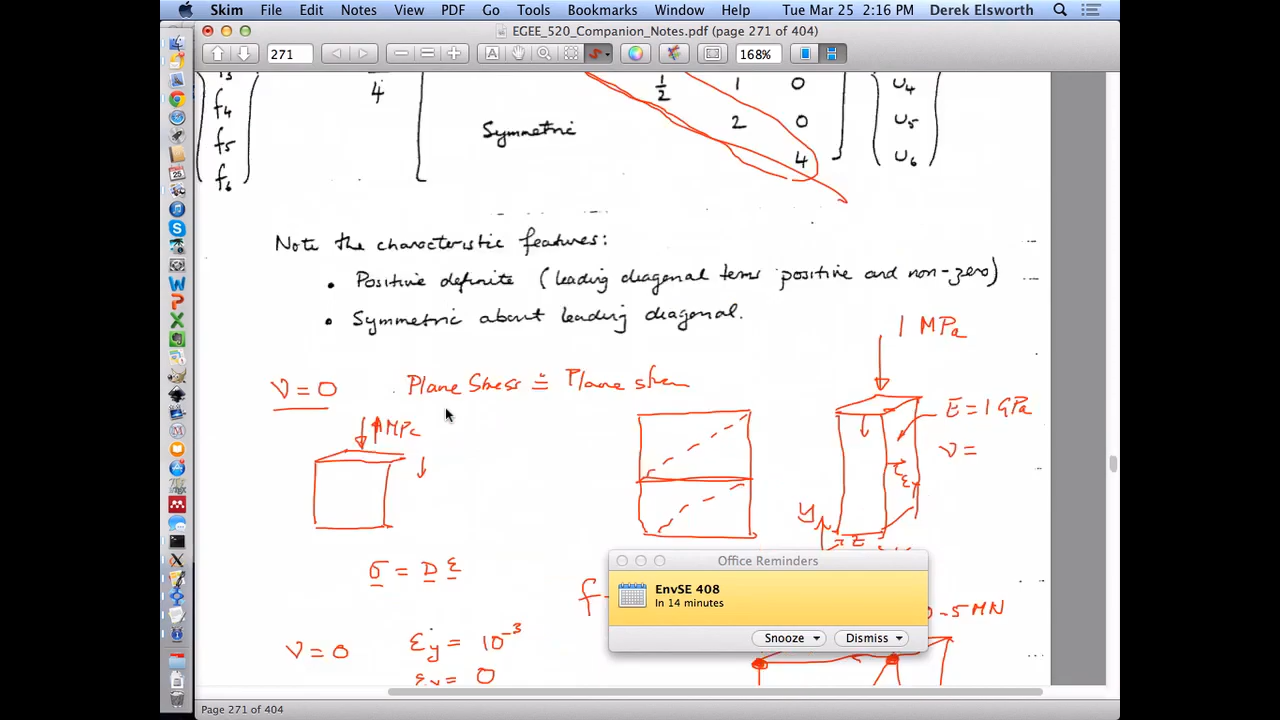 Skim File Edit Notes View PDF Go Tools Bookmarks Window Help Tue Mar 25 2:16 PM Derek Elsworth
EGEE_520_Companion_Notes.pdf (page 271 of 404)
271 168%
f3 1/2 1 0 u4
f4 4 2 0 u5
f5 Symmetric 4 u6
f6
Note the characteristic features:
• Positive definite (leading diagonal terms positive and non-zero)
• Symmetric about leading diagonal.
1 MPa
ν = 0 Plane Stress ≐ Plane strain
E = 1 GPa
1 MPa
ν =
y
σ = D ε
Office Reminders
EnvSE 408
In 14 minutes
Snooze Dismiss
f
0.5 MN
ν = 0 εy = 10⁻³
= 0
Page 271 of 404